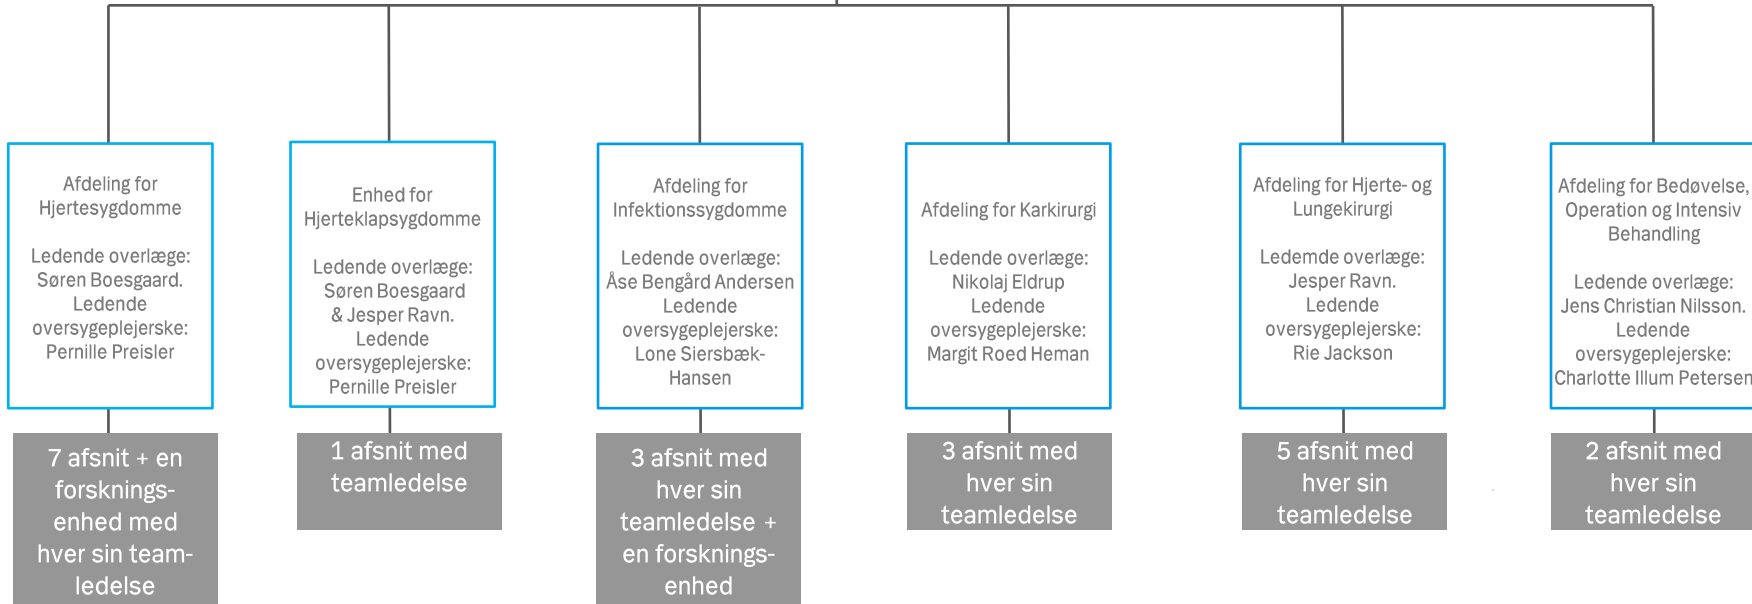 Afdeling for
Hjertesygdomme
Ledende overlæge:
Søren Boesgaard.
Ledende
oversygeplejerske:
Pernille Preisler
7 afsnit + en
forsknings-
enhed med
hver sin team-
ledelse
Enhed for
Hjerteklapsygdomme
Ledende overlæge:
Søren Boesgaard
& Jesper Ravn.
Ledende
oversygeplejerske:
Pernille Preisler
1 afsnit med
teamledelse
Afdeling for
Infektionssygdomme
Ledende overlæge:
Åse Bengård Andersen
Ledende
oversygeplejerske:
Lone Siersbæk-
Hansen
3 afsnit med
hver sin
teamledelse +
en forsknings-
enhed
Afdeling for Karkirurgi
Ledende overlæge:
Nikolaj Eldrup
Ledende
oversygeplejerske:
Margit Roed Heman
3 afsnit med
hver sin
teamledelse
Afdeling for Hjerte- og
Lungekirurgi
Ledemde overlæge:
Jesper Ravn.
Ledende
oversygeplejerske:
Rie Jackson
5 afsnit med
hver sin
teamledelse
Afdeling for Bedøvelse,
Operation og Intensiv
Behandling
Ledende overlæge:
Jens Christian Nilsson.
Ledende
oversygeplejerske:
Charlotte Illum Petersen
2 afsnit med
hver sin
teamledelse